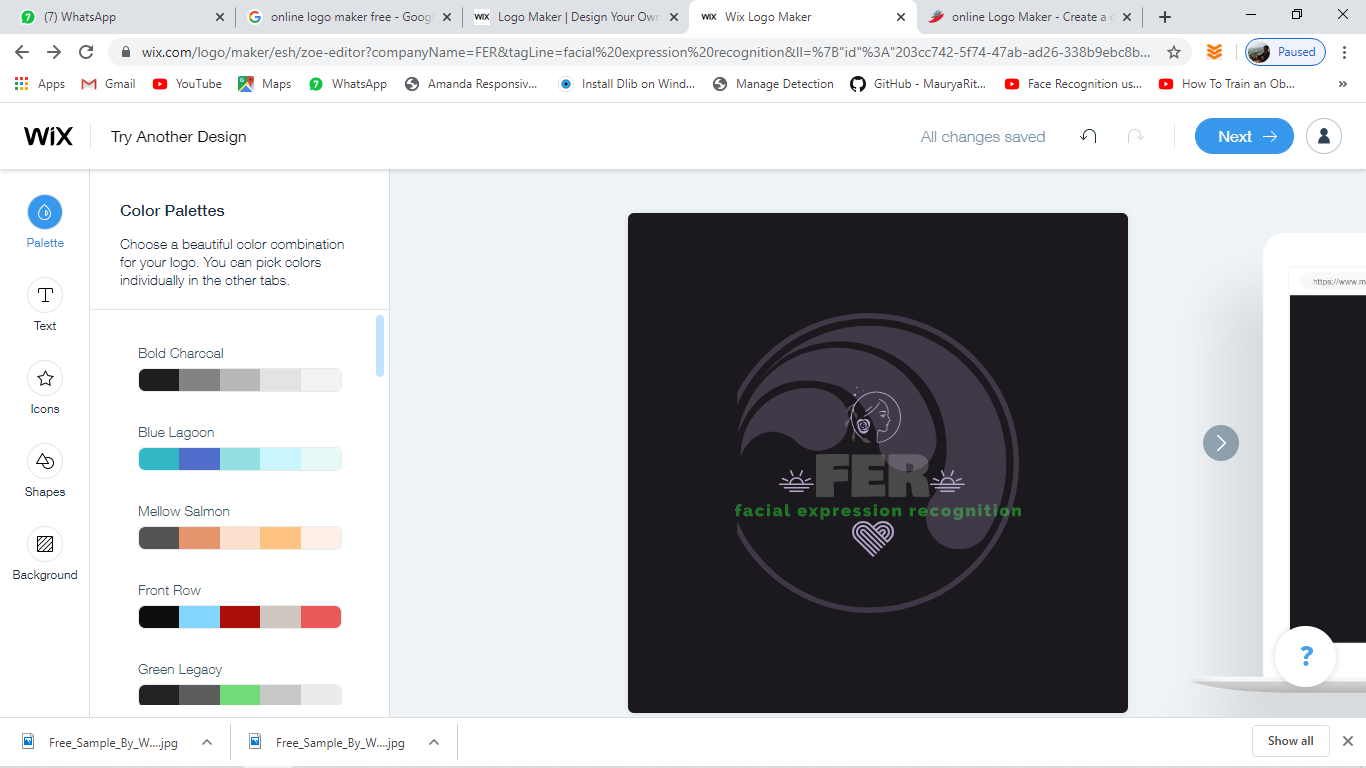 (7) WhatsApp
online logo maker free - Goog
Logo Maker | Design Your Own
Wix Logo Maker
online Logo Maker - Create a c
wix.com/logo/maker/esh/zoe-editor?companyName=FER&tagLine=facial%20expression%20recognition&ll=%7B"id"%3A"203cc742-5f74-47ab-ad26-338b9ebc8b...
Paused
Apps
Gmail
YouTube
Maps
WhatsApp
Amanda Responsiv...
Install Dlib on Wind...
Manage Detection
GitHub - MauryaRit...
Face Recognition us...
How To Train an Ob...
»
WiX
Try Another Design
All changes saved
Next
Palette
Text
Icons
Shapes
Background
Color Palettes
Choose a beautiful color combination
for your logo. You can pick colors
individually in the other tabs.
Bold Charcoal
Blue Lagoon
Mellow Salmon
Front Row
Green Legacy
FER
facial expression recognition
https://www.m
?
Free_Sample_By_W....jpg
Free_Sample_By_W....jpg
Show all